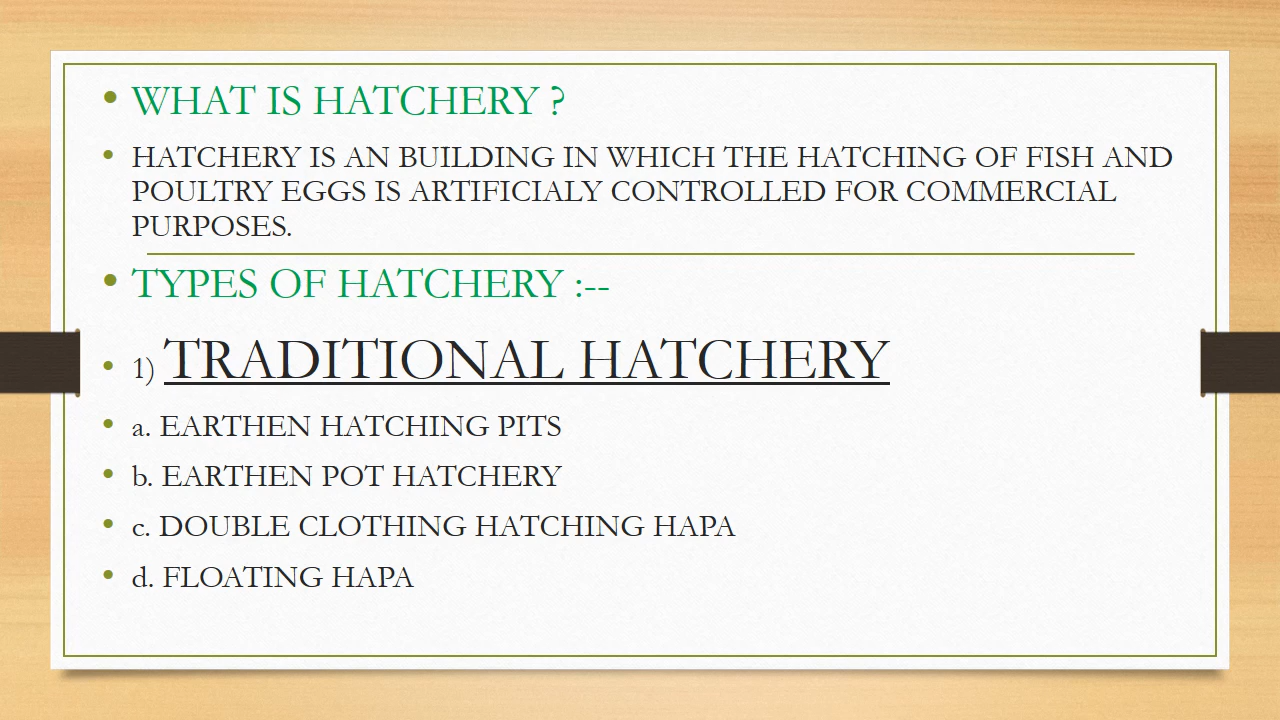 • WHAT IS HATCHERY ?
• HATCHERY IS AN BUILDING IN WHICH THE HATCHING OF FISH AND
POULTRY EGGS IS ARTIFICIALY CONTROLLED FOR COMMERCIAL
PURPOSES.
• TYPES OF HATCHERY :--
• 1) TRADITIONAL HATCHERY
• a. EARTHEN HATCHING PITS
• b. EARTHEN POT HATCHERY
• c. DOUBLE CLOTHING HATCHING HAPA
• d. FLOATING HAPA